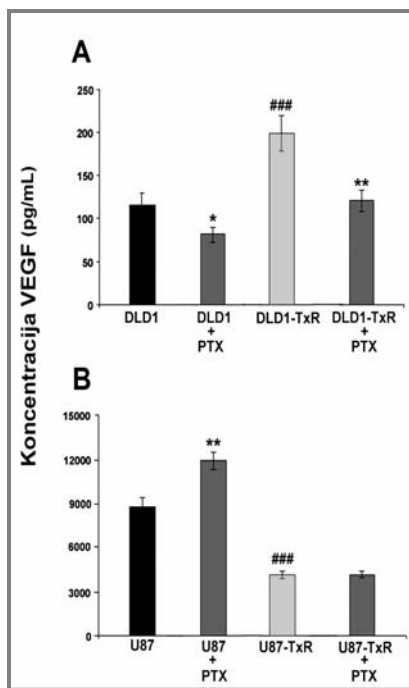 Koncentracija VEGF (pg/mL)
A
250
200
150
100
50
0
###
*
**
DLD1
DLD1
+
PTX
DLD1-TxR
DLD1-TxR
+
PTX
B
15000
12000
9000
6000
3000
0
**
###
U87
U87
+
PTX
U87-TxR
U87-TxR
+
PTX